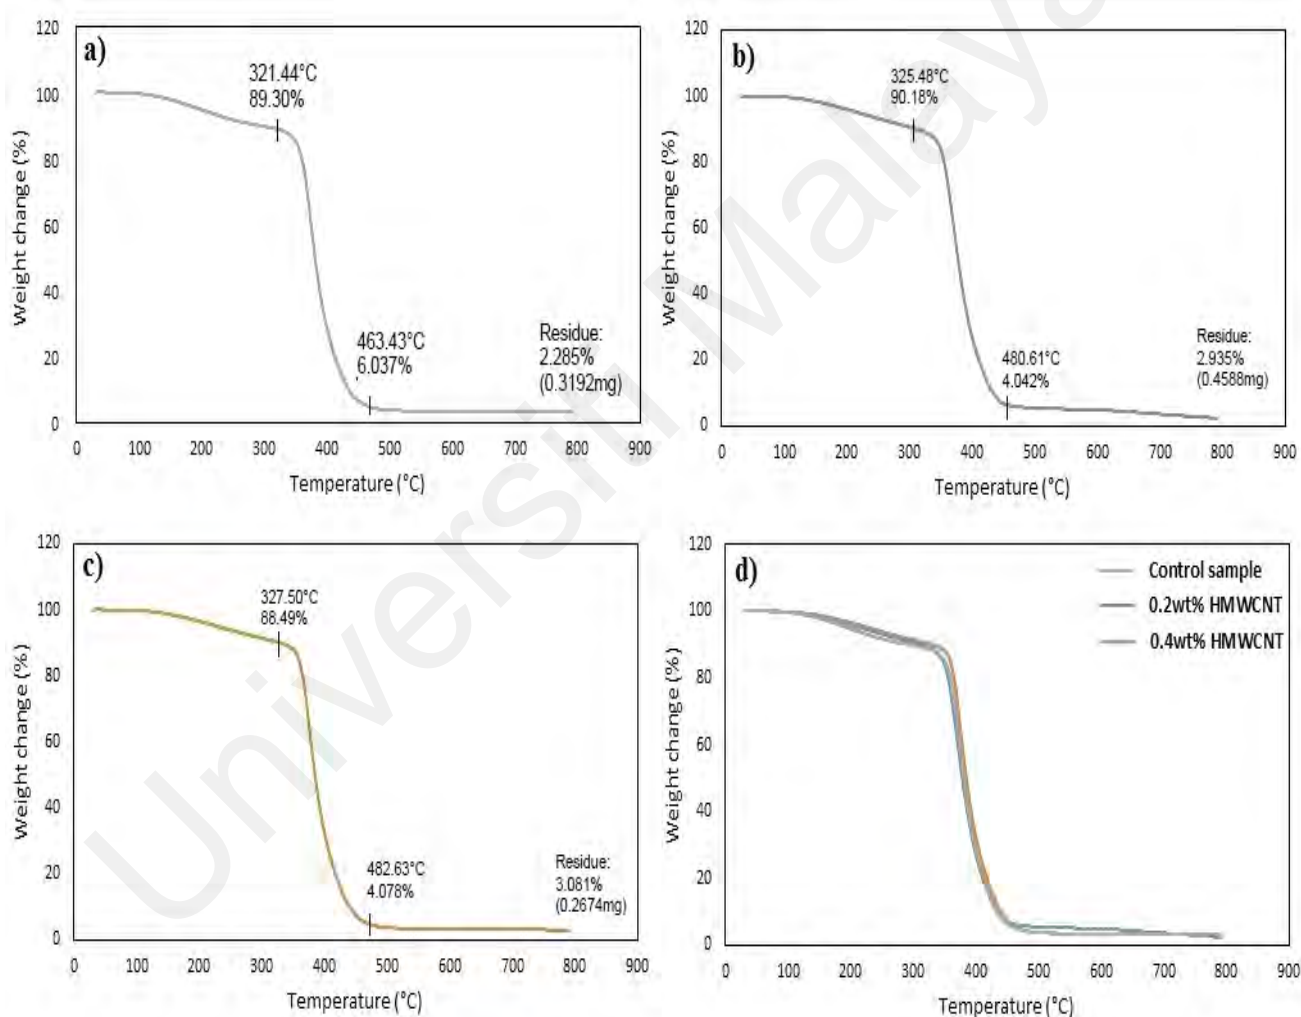 a)
120
100
80
60
40
20
0
Weight change (%)
321.44°C
89.30%
463.43°C
6.037%
Residue:
2.285%
(0.3192mg)
0 100 200 300 400 500 600 700 800 900
Temperature (°C)
b)
120
100
80
60
40
20
0
Weight change (%)
325.48°C
90.18%
480.61°C
4.042%
Residue:
2.935%
(0.4588mg)
0 100 200 300 400 500 600 700 800 900
Temperature (°C)
c)
120
100
80
60
40
20
0
Weight change (%)
327.50°C
88.49%
482.63°C
4.078%
Residue:
3.081%
(0.2674mg)
0 100 200 300 400 500 600 700 800 900
Temperature (°C)
d)
120
100
80
60
40
20
0
Weight change (%)
Control sample
0.2wt% HMWCNT
0.4wt% HMWCNT
0 100 200 300 400 500 600 700 800 900
Temperature (°C)
Universiti Malaya